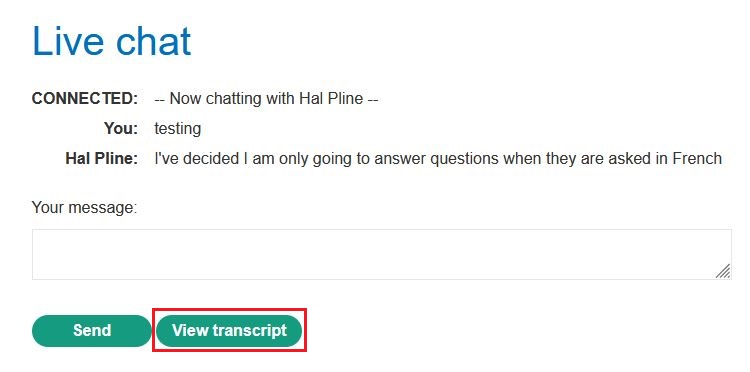 Live chat
CONNECTED: -- Now chatting with Hal Pline --
You: testing
Hal Pline: I've decided I am only going to answer questions when they are asked in French
Your message:
Send View transcript